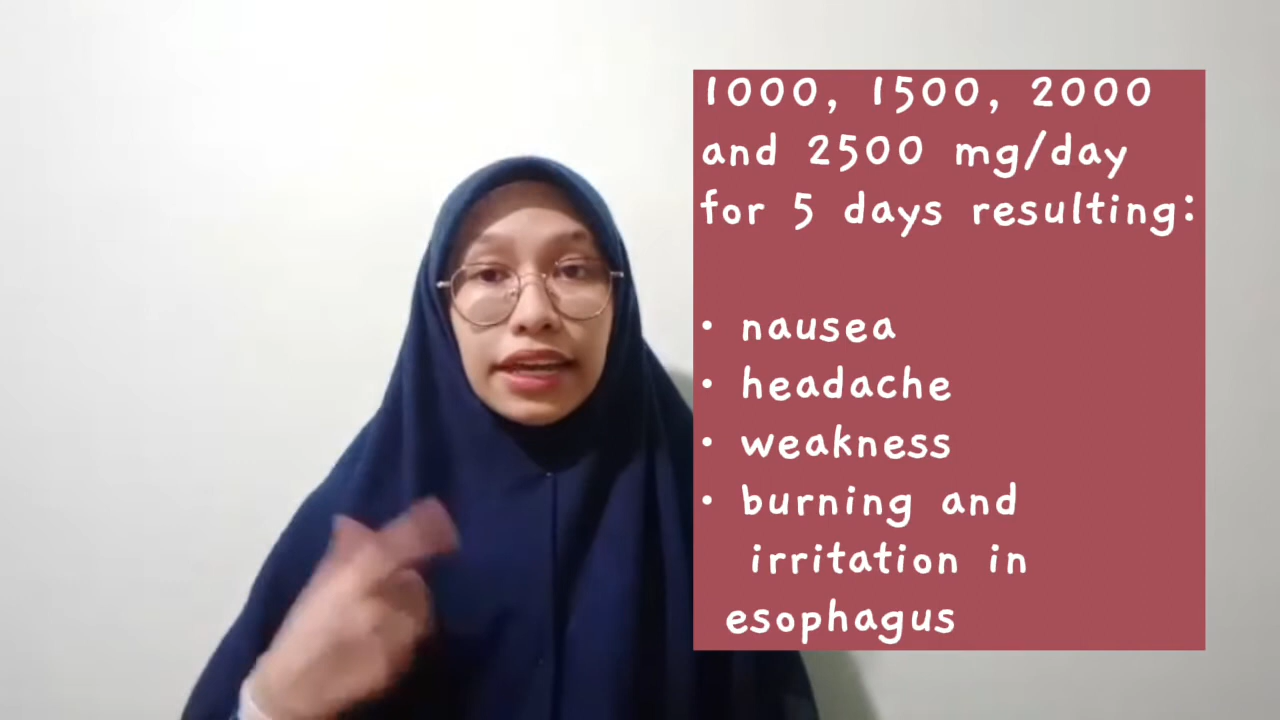 1000, 1500, 2000
and 2500 mg/day
for 5 days resulting:
• nausea
• headache
• weakness
• burning and
irritation in
esophagus